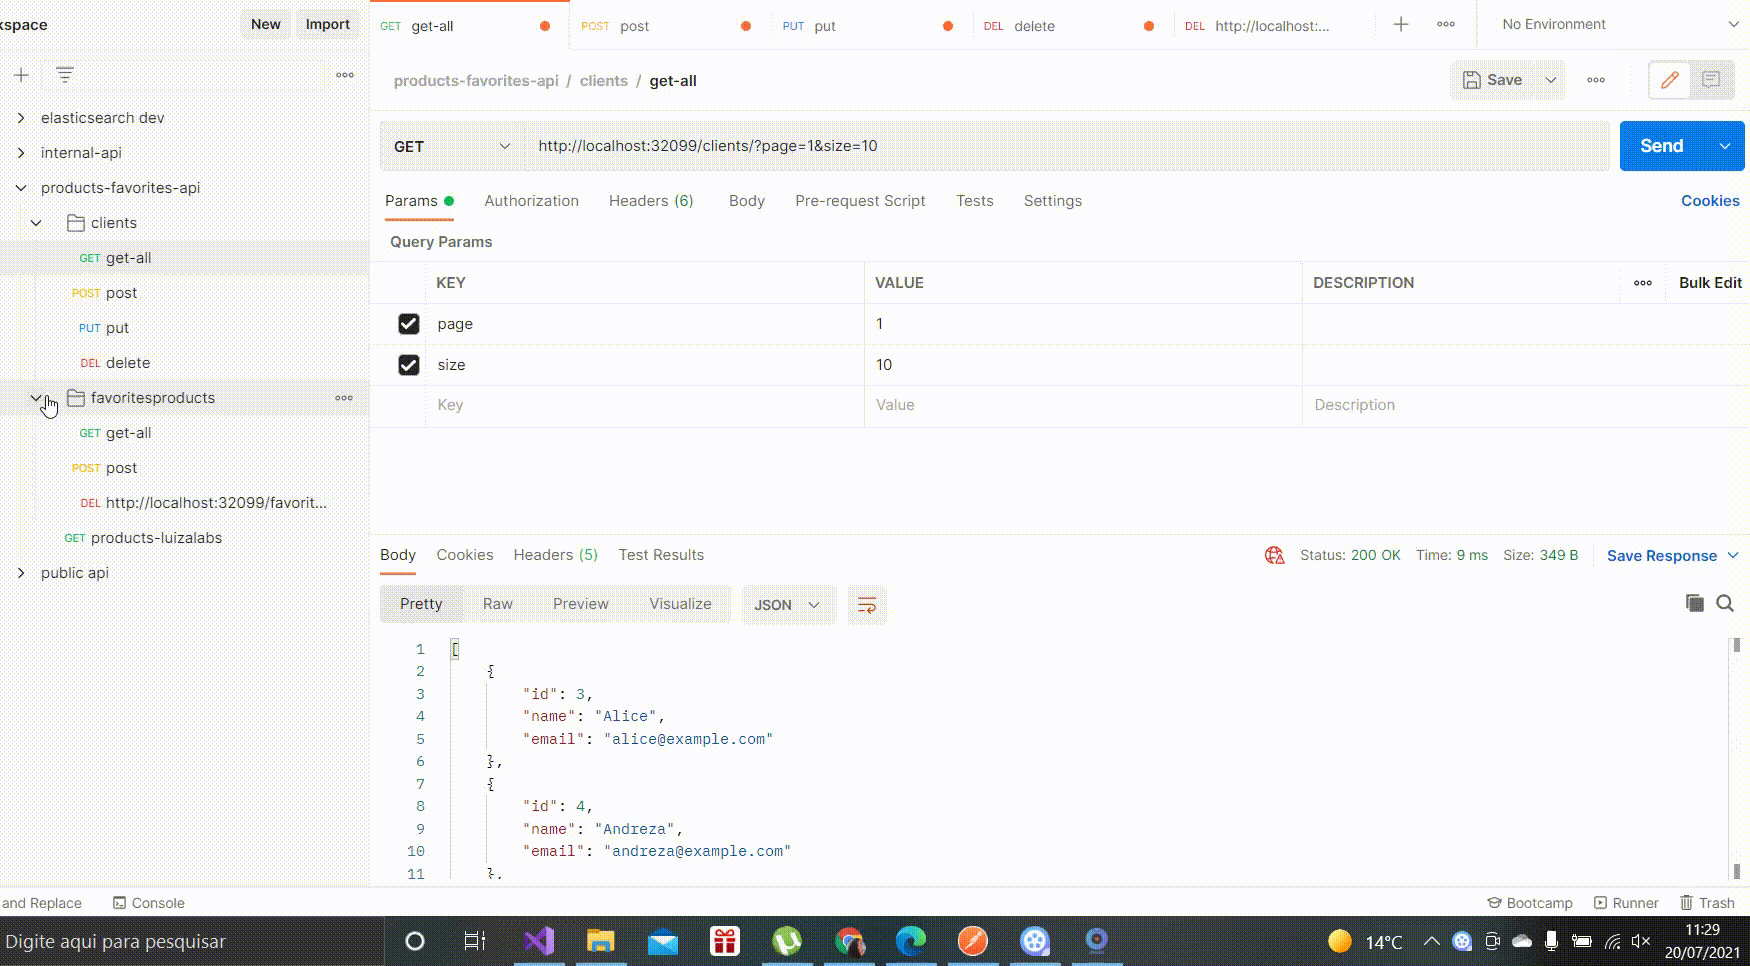 kspace
New
Import
GET get-all
POST post
PUT put
DEL delete
DEL http://localhost:...
No Environment
products-favorites-api / clients / get-all
Save
elasticsearch dev
internal-api
products-favorites-api
clients
GET get-all
POST post
PUT put
DEL delete
favoritesproducts
GET get-all
POST post
DEL http://localhost:32099/favorit...
GET products-luizalabs
public api
GET
http://localhost:32099/clients/?page=1&size=10
Send
Params Authorization Headers (6) Body Pre-request Script Tests Settings
Cookies
Query Params
KEY VALUE DESCRIPTION Bulk Edit
page 1
size 10
Key Value Description
Body Cookies Headers (5) Test Results
Status: 200 OK Time: 9 ms Size: 349 B Save Response
Pretty Raw Preview Visualize JSON
1 [
2 {
3 "id": 3,
4 "name": "Alice",
5 "email": "alice@example.com"
6 },
7 {
8 "id": 4,
9 "name": "Andreza",
10 "email": "andreza@example.com"
11 },
and Replace
Console
Bootcamp
Runner
Trash
Digite aqui para pesquisar
14°C
11:29
20/07/2021